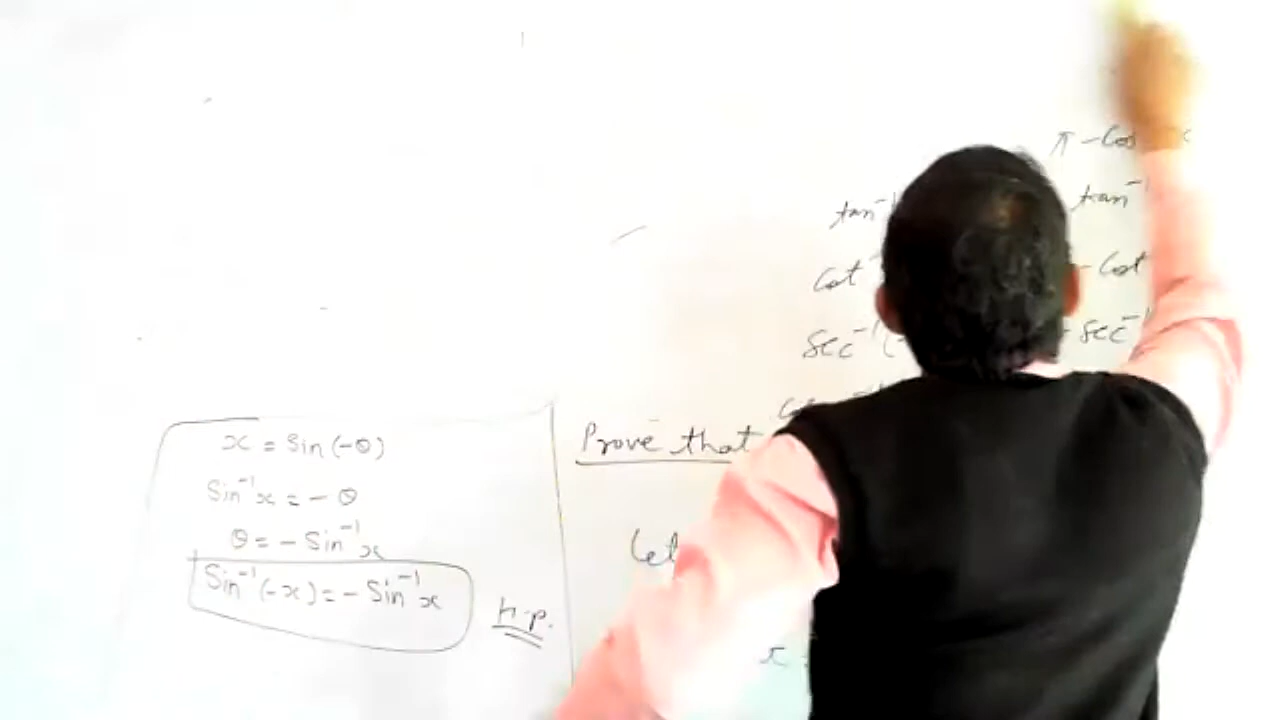 π - Cos
tan⁻¹ tan⁻¹
Cot - Cot
Sec⁻¹( - Sec⁻¹
x = Sin(-θ)
Sin⁻¹x = - θ
θ = - Sin⁻¹x
Sin⁻¹(-x) = - Sin⁻¹x
H.p.
Prove that
Let